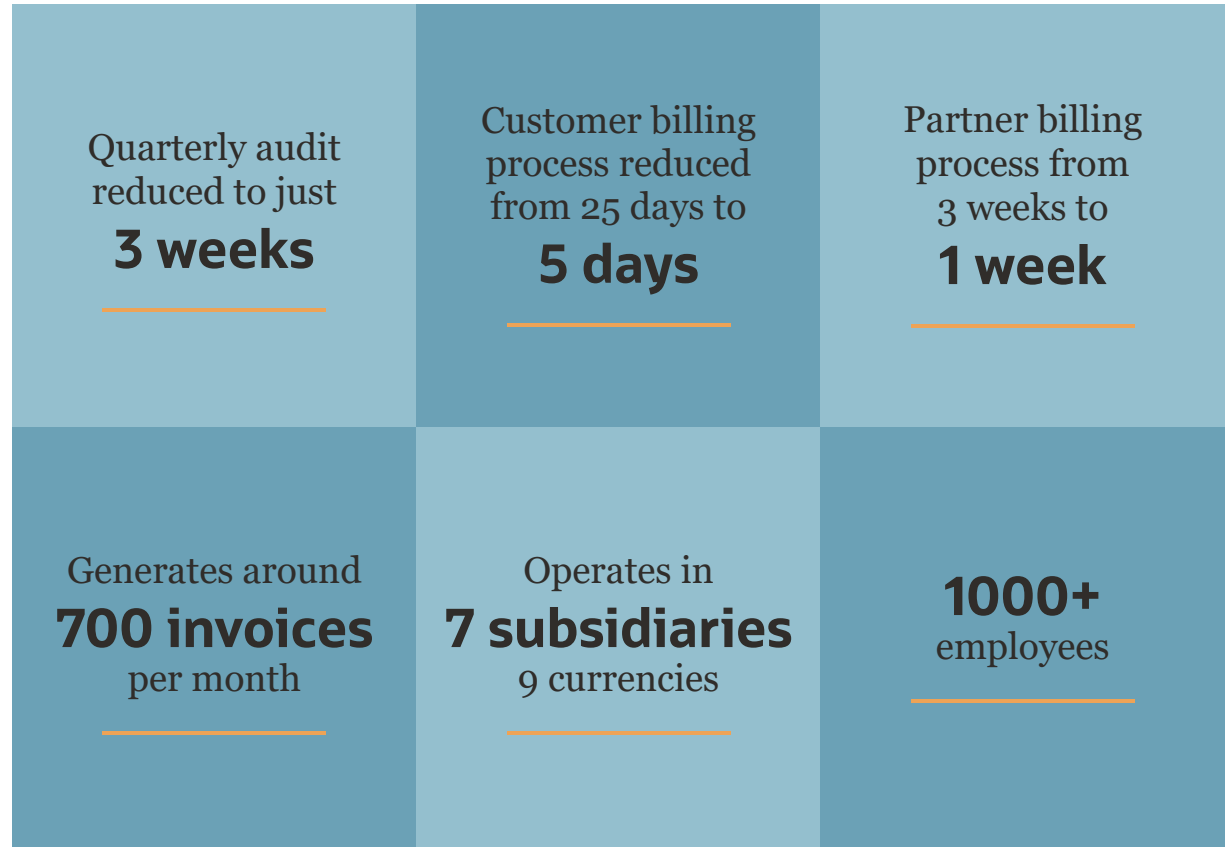 Quarterly audit
reduced to just
3 weeks
Customer billing
process reduced
from 25 days to
5 days
Partner billing
process from
3 weeks to
1 week
Generates around
700 invoices
per month
Operates in
7 subsidiaries
9 currencies
1000+
employees